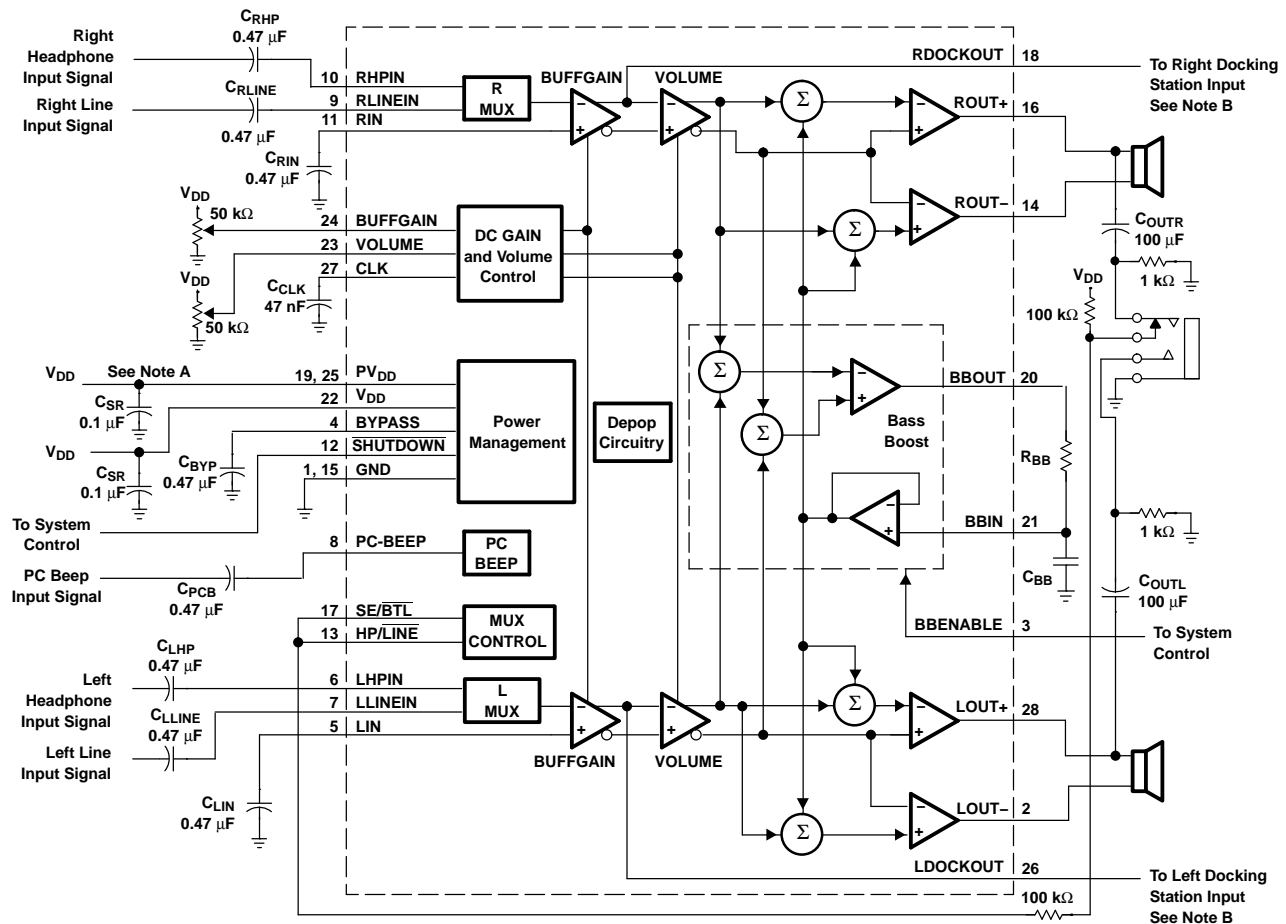 Right
Headphone
Input Signal
CRHP
0.47 μF
10 RHPIN
Right Line
Input Signal
CRLINE
0.47 μF
9 RLINEIN
11 RIN
CRIN
0.47 μF
R
MUX
BUFFGAIN
VOLUME
RDOCKOUT 18
To Right Docking
Station Input
See Note B
Σ
ROUT+ 16
ROUT− 14
Σ
− + − + − + − +
VDD
50 kΩ
24 BUFFGAIN
23 VOLUME
27 CLK
VDD
50 kΩ
CCLK
47 nF
DC GAIN
and Volume
Control
COUTR
100 μF
1 kΩ
VDD
100 kΩ
VDD
See Note A
19, 25 PVDD
22 VDD
4 BYPASS
12 SHUTDOWN
1, 15 GND
CSR
0.1 μF
VDD
CSR
0.1 μF
CBYP
0.47 μF
To System
Control
Power
Management
Depop
Circuitry
Σ
Σ
− +
Bass
Boost
BBOUT 20
RBB
− +
BBIN 21
CBB
1 kΩ
COUTL
100 μF
PC Beep
Input Signal
CPCB
0.47 μF
8 PC-BEEP
PC
BEEP
17 SE/BTL
13 HP/LINE
MUX
CONTROL
BBENABLE 3
To System
Control
Left
Headphone
Input Signal
CLHP
0.47 μF
6 LHPIN
Left Line
Input Signal
CLLINE
0.47 μF
7 LLINEIN
5 LIN
CLIN
0.47 μF
L
MUX
BUFFGAIN
VOLUME
Σ
LOUT+ 28
Σ
LOUT− 2
− + − + − + − +
LDOCKOUT 26
To Left Docking
Station Input
See Note B
100 kΩ